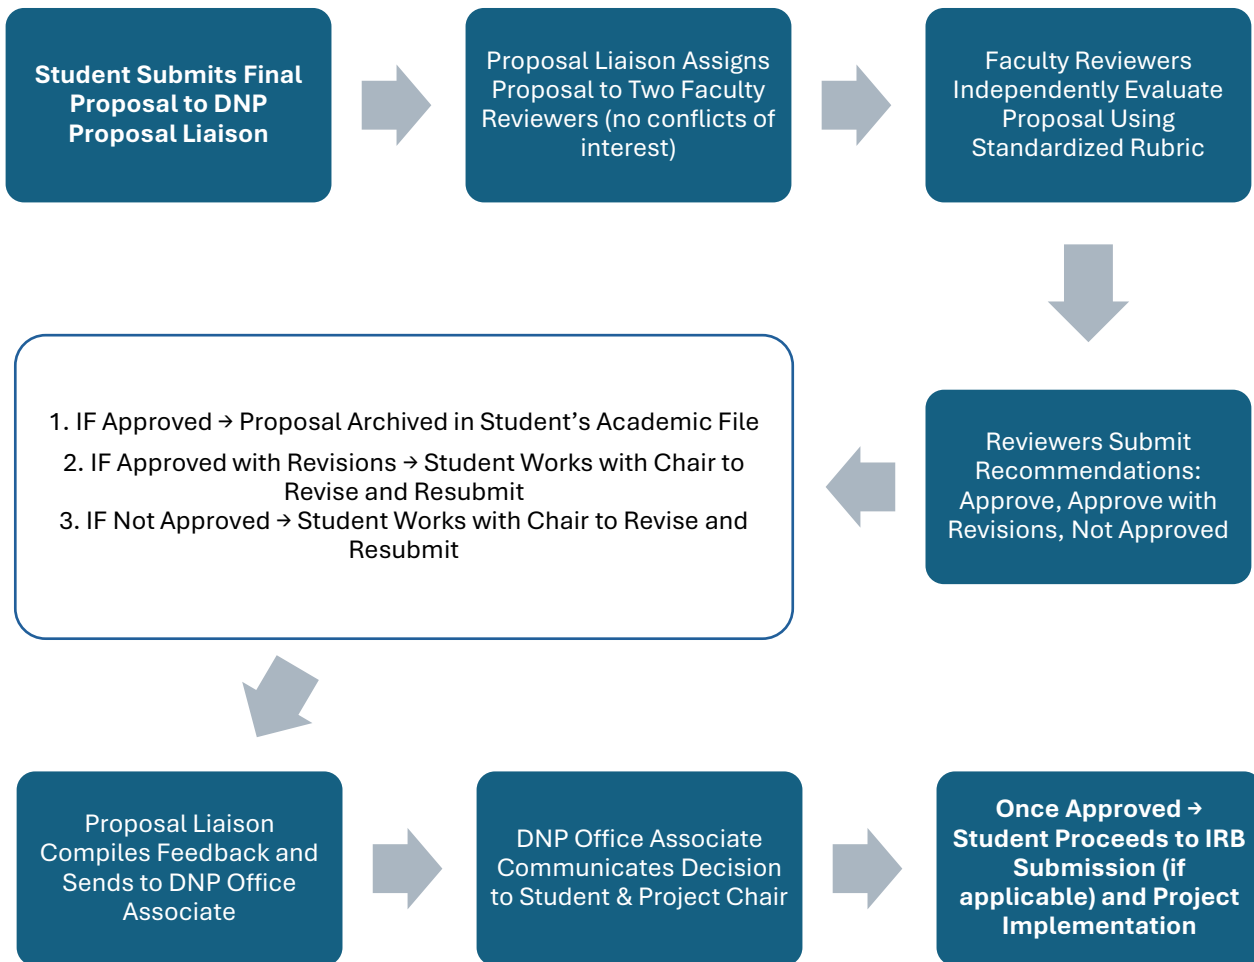 Student Submits Final
Proposal to DNP
Proposal Liaison
Proposal Liaison Assigns
Proposal to Two Faculty
Reviewers (no conflicts of
interest)
Faculty Reviewers
Independently Evaluate
Proposal Using
Standardized Rubric
Reviewers Submit
Recommendations:
Approve, Approve with
Revisions, Not Approved
1. IF Approved → Proposal Archived in Student’s Academic File
2. IF Approved with Revisions → Student Works with Chair to
Revise and Resubmit
3. IF Not Approved → Student Works with Chair to Revise and
Resubmit
Proposal Liaison
Compiles Feedback and
Sends to DNP Office
Associate
DNP Office Associate
Communicates Decision
to Student & Project Chair
Once Approved →
Student Proceeds to IRB
Submission (if
applicable) and Project
Implementation